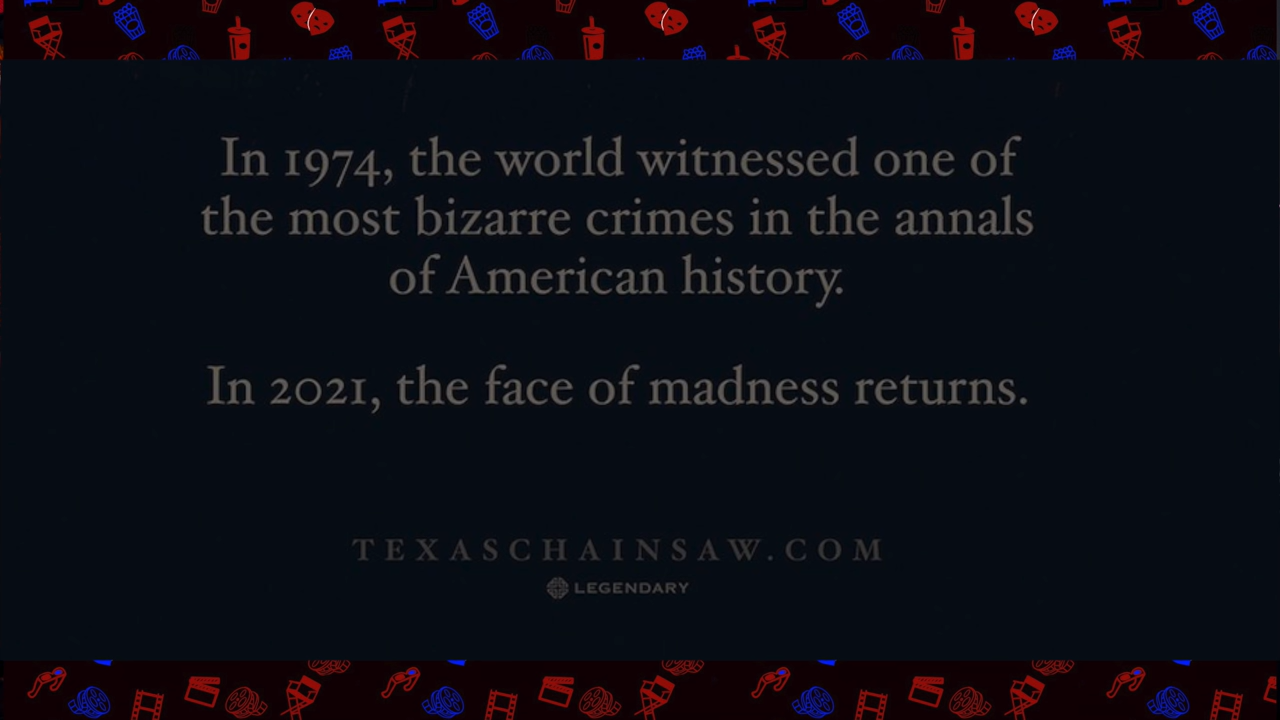 In 1974, the world witnessed one of
the most bizarre crimes in the annals
of American history.
In 2021, the face of madness returns.
TEXASCHAINSAW.COM
LEGENDARY